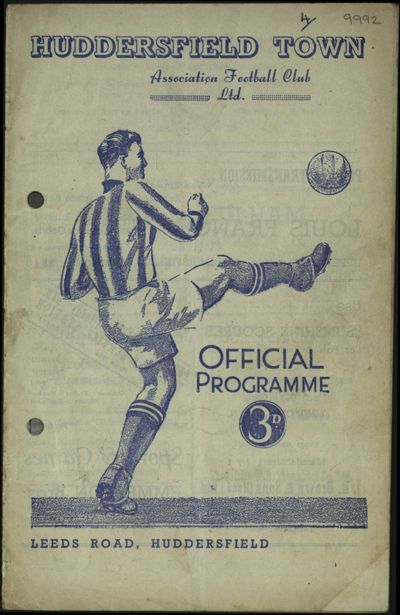 4
9992
HUDDERSFIELD TOWN
Association Football Club
Ltd.
OFFICIAL
PROGRAMME
3D
LEEDS ROAD, HUDDERSFIELD